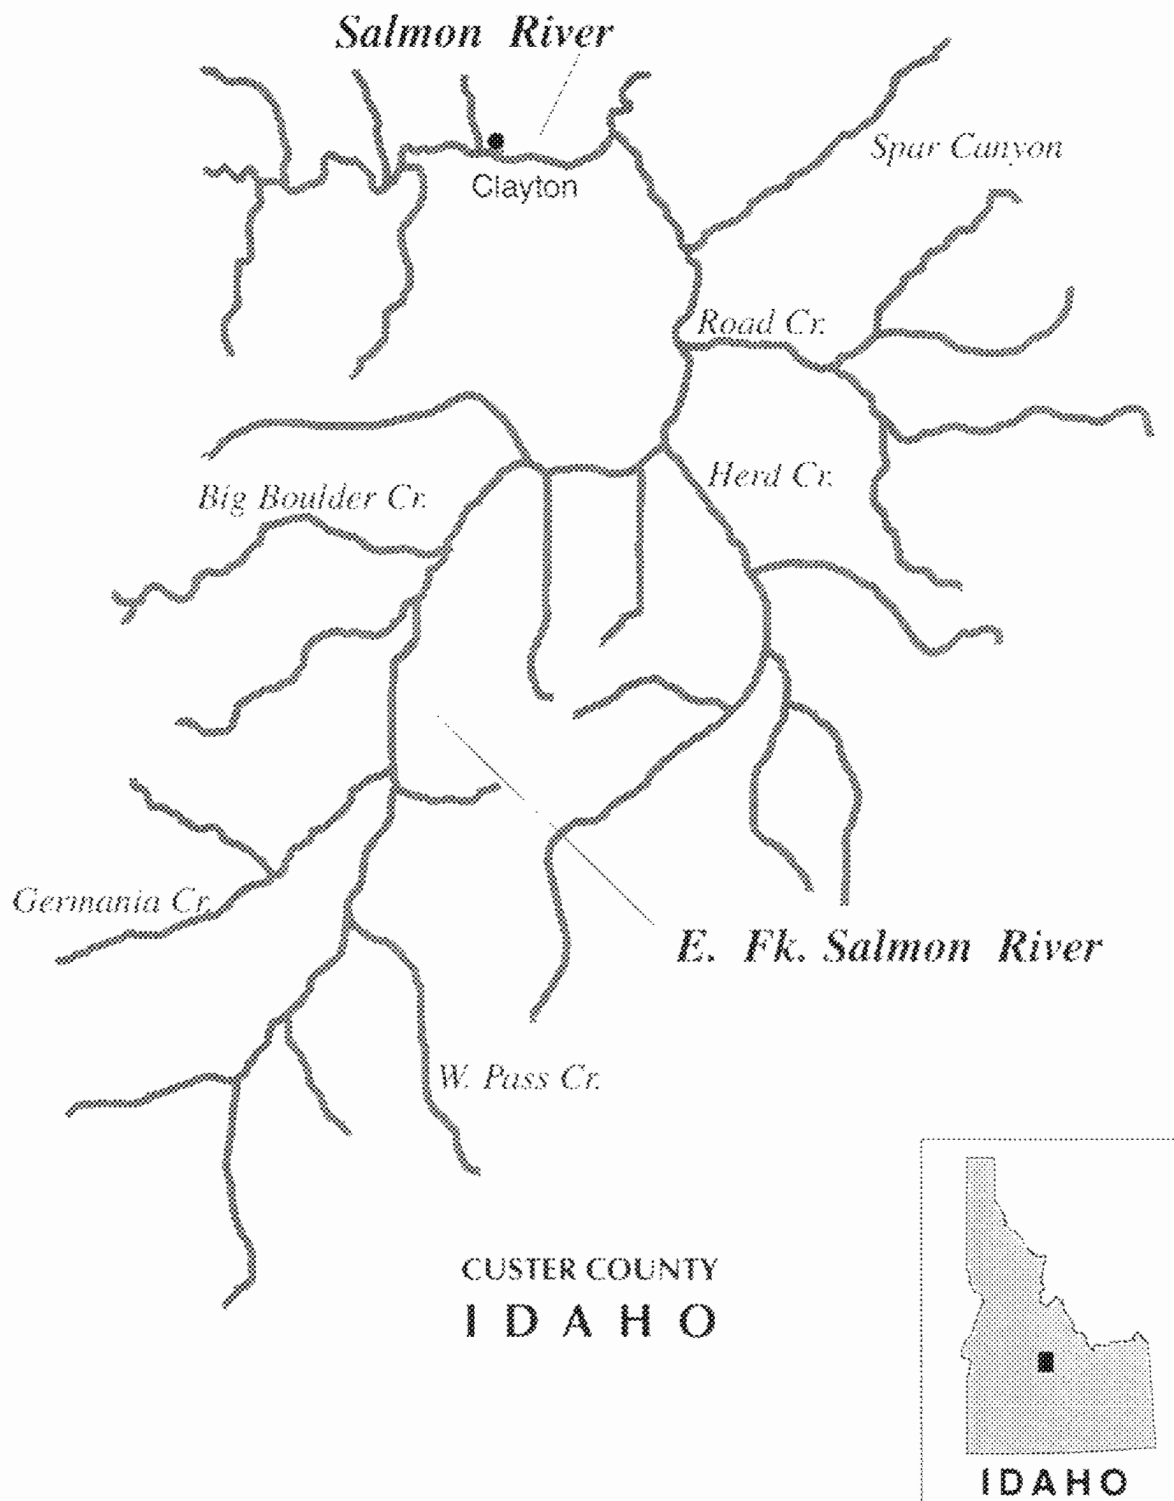 Salmon River
Spar Canyon
Clayton
Road Cr.
Herd Cr.
Big Boulder Cr.
Germania Cr.
E. Fk. Salmon River
W. Pass Cr.
CUSTER COUNTY
IDAHO
IDAHO